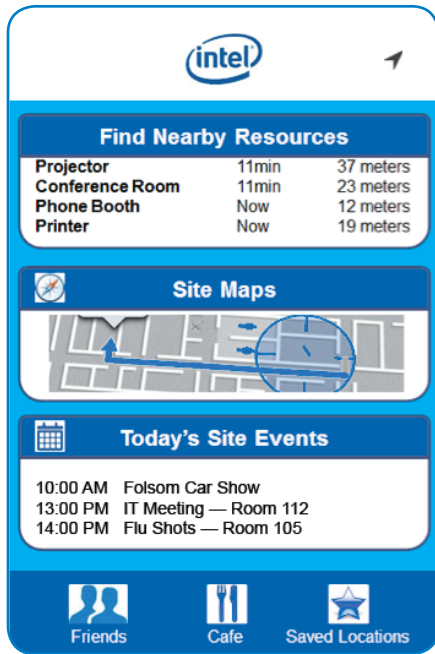 intel
Find Nearby Resources
Projector 11min 37 meters
Conference Room 11min 23 meters
Phone Booth Now 12 meters
Printer Now 19 meters
Site Maps
Today's Site Events
10:00 AM Folsom Car Show
13:00 PM IT Meeting — Room 112
14:00 PM Flu Shots — Room 105
Friends Cafe Saved Locations